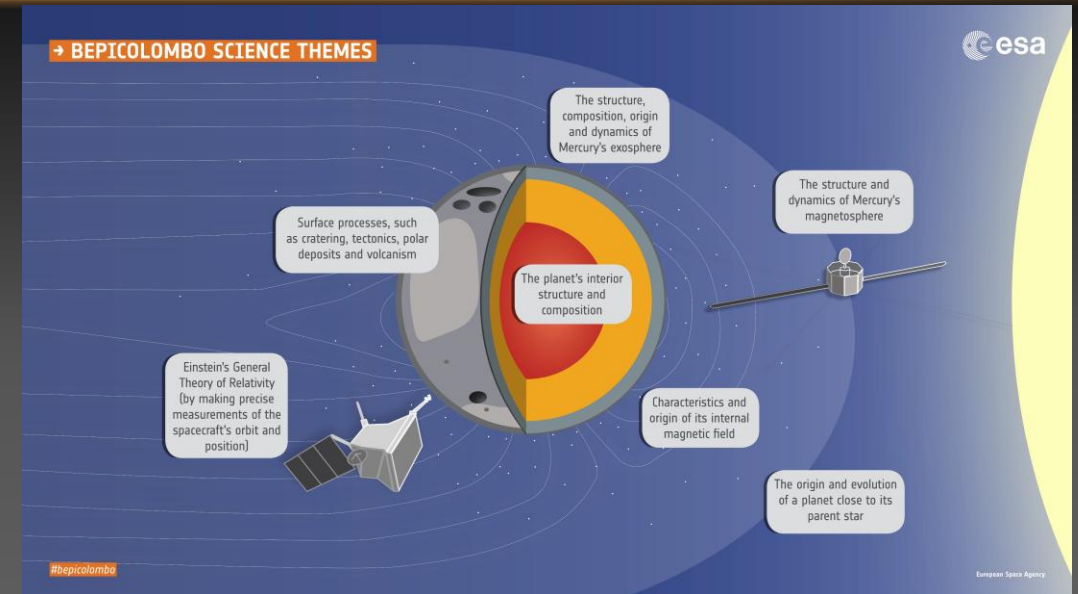 → BEPICOLOMBO SCIENCE THEMES
esa
The structure,
composition, origin
and dynamics of
Mercury's exosphere
The structure and
dynamics of Mercury's
magnetosphere
Surface processes, such
as cratering, tectonics, polar
deposits and volcanism
The planet's interior
structure and
composition
Einstein's General
Theory of Relativity
(by making precise
measurements of the
spacecraft's orbit and
position)
Characteristics and
origin of its internal
magnetic field
The origin and evolution
of a planet close to its
parent star
#bepicolombo
European Space Agency